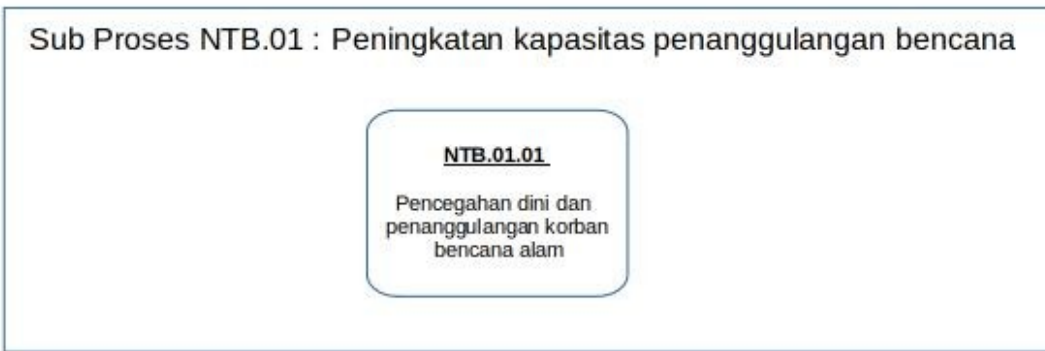 Sub Proses NTB.01 : Peningkatan kapasitas penanggulangan bencana
NTB.01.01
Pencegahan dini dan
penanggulangan korban
bencana alam